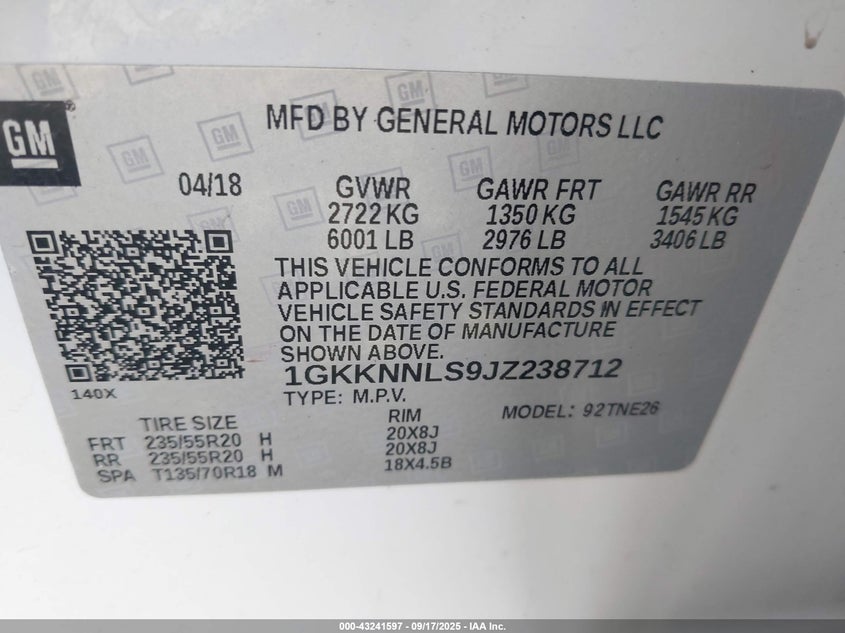 GM
MFD BY GENERAL MOTORS LLC
04/18 GVWR GAWR FRT GAWR RR
2722 KG 1350 KG 1545 KG
6001 LB 2976 LB 3406 LB
THIS VEHICLE CONFORMS TO ALL
APPLICABLE U.S. FEDERAL MOTOR
VEHICLE SAFETY STANDARDS IN EFFECT
ON THE DATE OF MANUFACTURE
SHOWN ABOVE.
1GKKNNLS9JZ238712
140X
TYPE: M.P.V. MODEL: 92TNE26
TIRE SIZE RIM
FRT 235/55R20 H 20X8J
RR 235/55R20 H 20X8J
SPA T135/70R18 M 18X4.5B
000-43241597 - 09/17/2025 - IAA Inc.